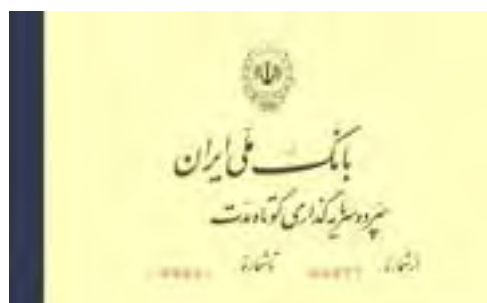 بانک ملی ایران
سپرده سرمایه گذاری کوتاه مدت
از شماره تا شماره